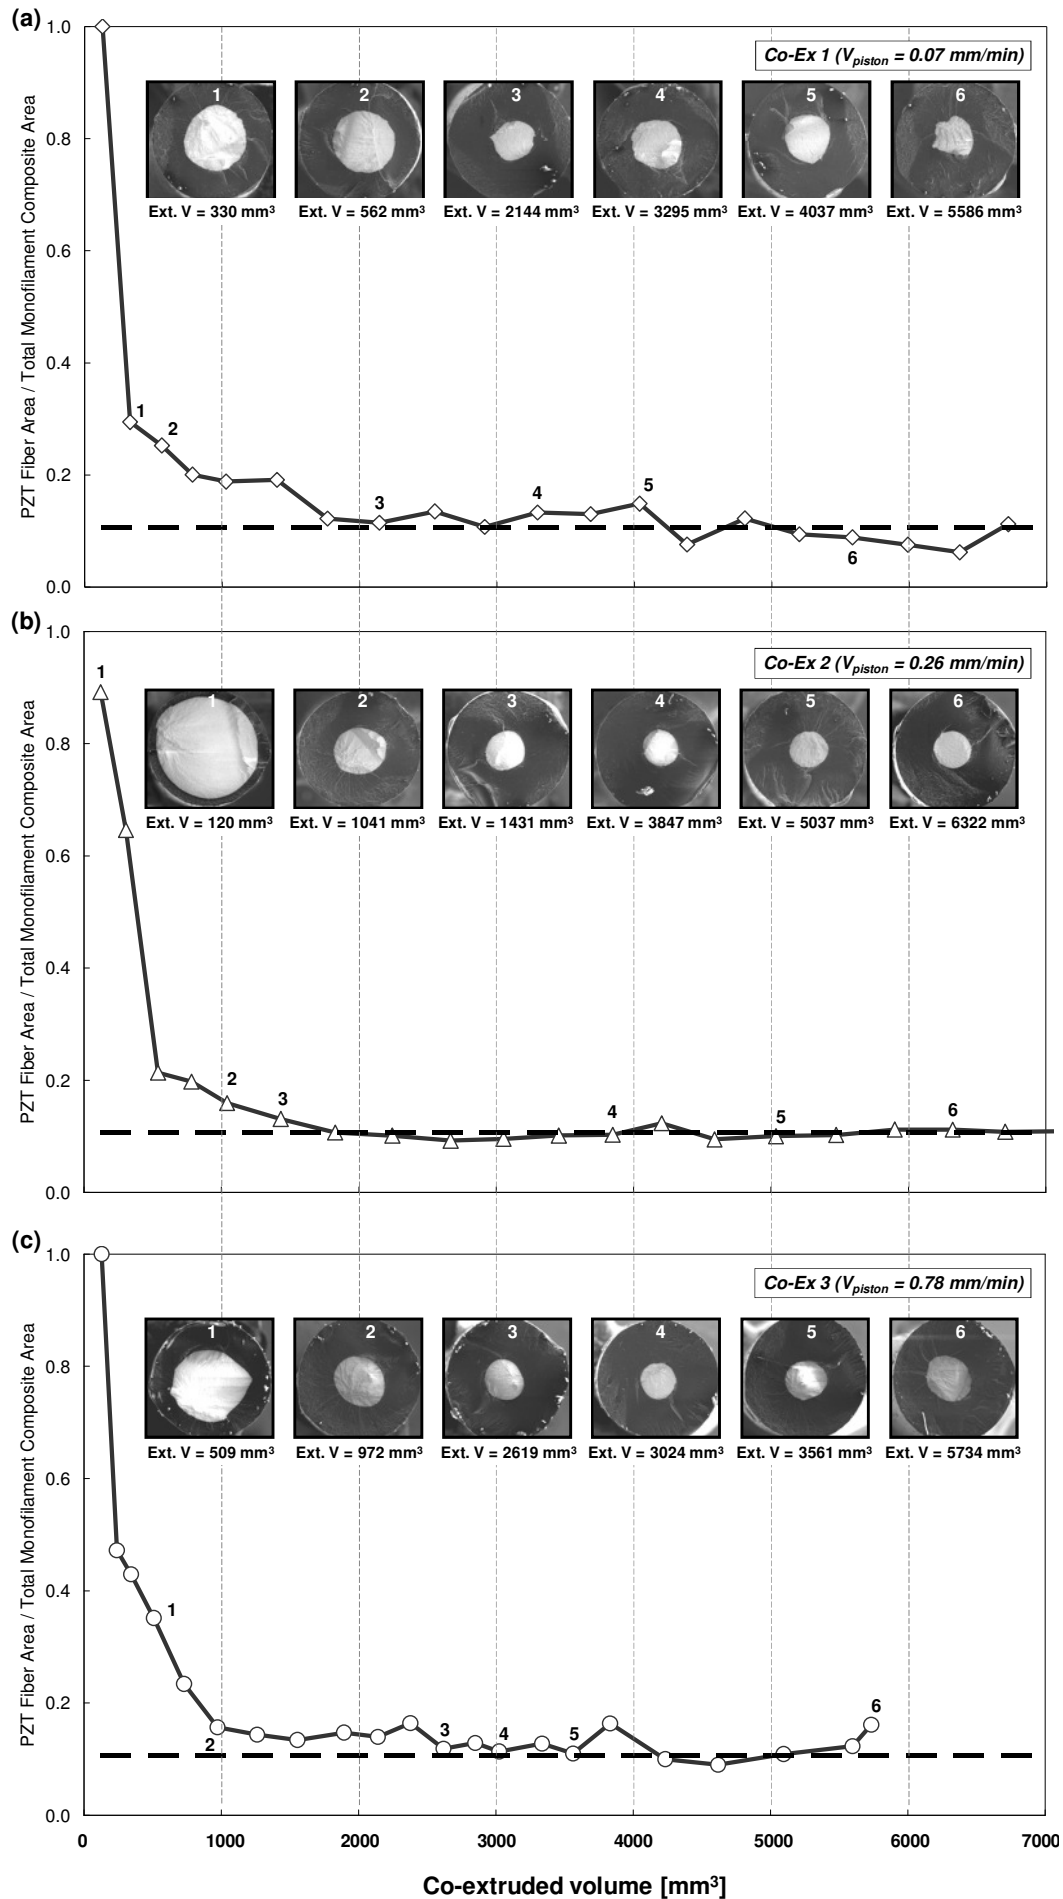 (a)
Co-Ex 1 (Vpiston = 0.07 mm/min)
PZT Fiber Area / Total Monofilament Composite Area
1.0
0.8
0.6
0.4
0.2
0.0
1 2 3 4 5 6
Ext. V = 330 mm³ Ext. V = 562 mm³ Ext. V = 2144 mm³ Ext. V = 3295 mm³ Ext. V = 4037 mm³ Ext. V = 5586 mm³
1
2
3
4
5
6
(b)
Co-Ex 2 (Vpiston = 0.26 mm/min)
PZT Fiber Area / Total Monofilament Composite Area
1.0
0.8
0.6
0.4
0.2
0.0
1 2 3 4 5 6
Ext. V = 120 mm³ Ext. V = 1041 mm³ Ext. V = 1431 mm³ Ext. V = 3847 mm³ Ext. V = 5037 mm³ Ext. V = 6322 mm³
1
2
3
4
5
6
(c)
Co-Ex 3 (Vpiston = 0.78 mm/min)
PZT Fiber Area / Total Monofilament Composite Area
1.0
0.8
0.6
0.4
0.2
0.0
1 2 3 4 5 6
Ext. V = 509 mm³ Ext. V = 972 mm³ Ext. V = 2619 mm³ Ext. V = 3024 mm³ Ext. V = 3561 mm³ Ext. V = 5734 mm³
1
2
3
4
5
6
0 1000 2000 3000 4000 5000 6000 7000
Co-extruded volume [mm³]